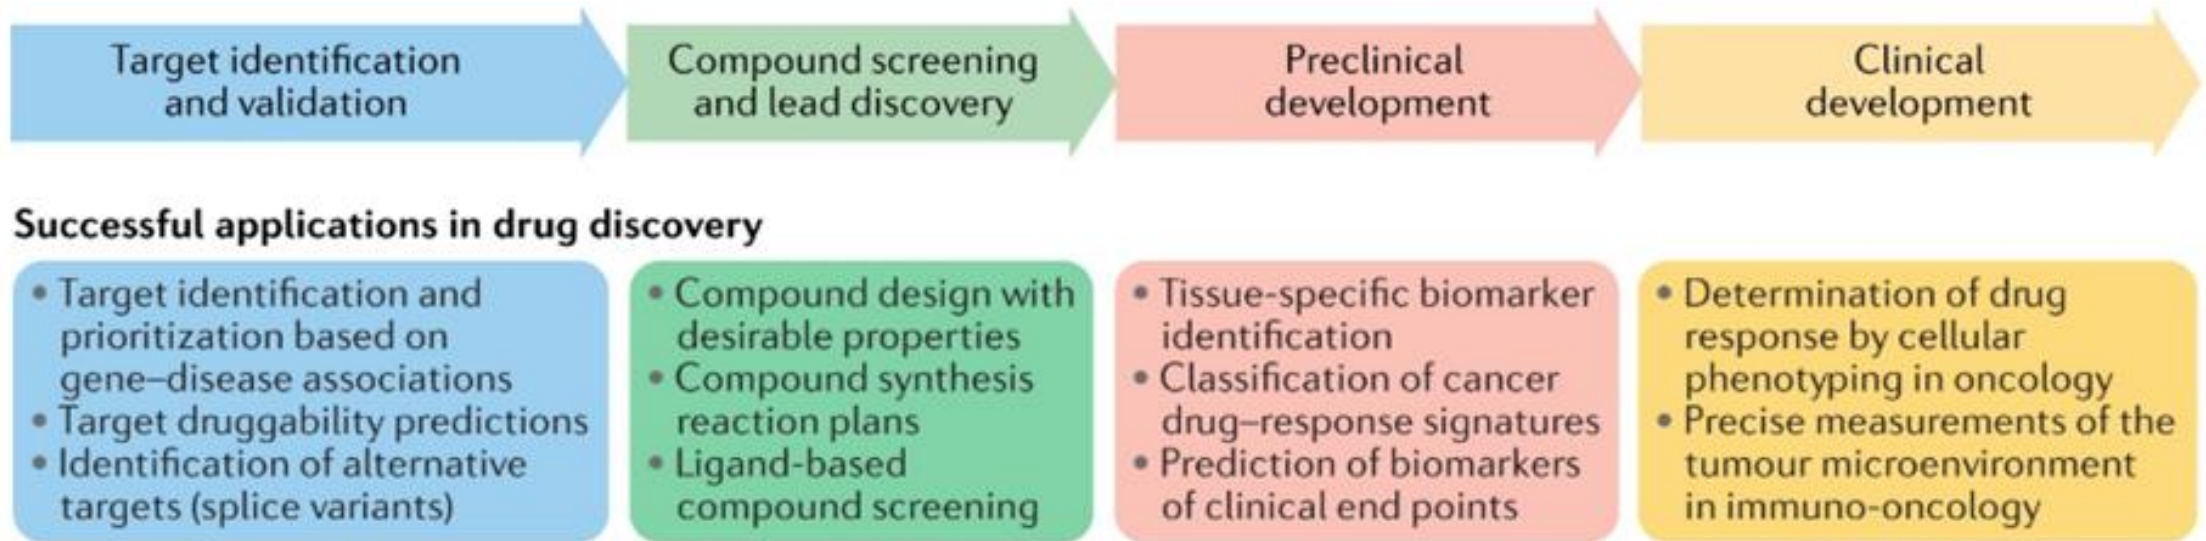 Target identification
and validation
Compound screening
and lead discovery
Preclinical
development
Clinical
development
Successful applications in drug discovery
• Target identification and
prioritization based on
gene–disease associations
• Target druggability predictions
• Identification of alternative
targets (splice variants)
• Compound design with
desirable properties
• Compound synthesis
reaction plans
• Ligand-based
compound screening
• Tissue-specific biomarker
identification
• Classification of cancer
drug–response signatures
• Prediction of biomarkers
of clinical end points
• Determination of drug
response by cellular
phenotyping in oncology
• Precise measurements of the
tumour microenvironment
in immuno-oncology